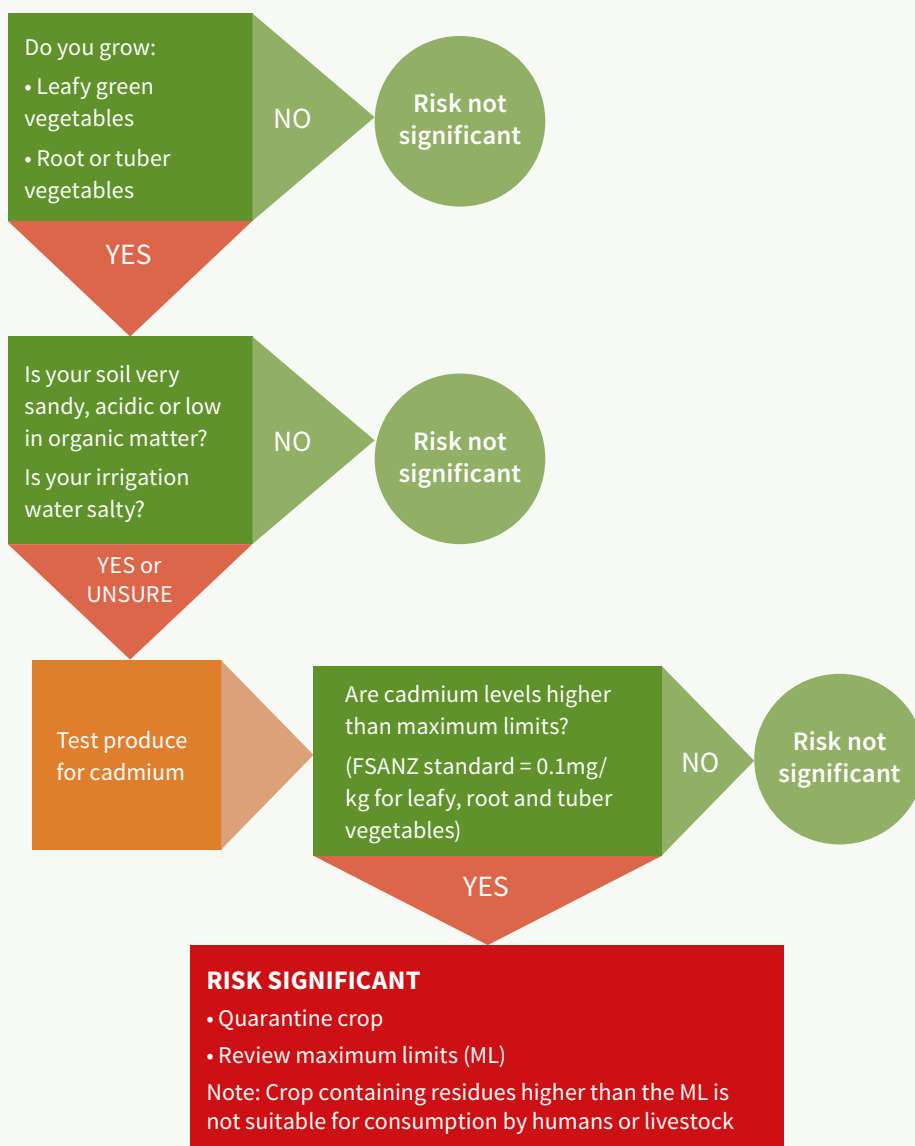 Do you grow:
• Leafy green
vegetables
• Root or tuber
vegetables
NO
Risk not
significant
YES
Is your soil very
sandy, acidic or low
in organic matter?
Is your irrigation
water salty?
NO
Risk not
significant
YES or
UNSURE
Test produce
for cadmium
Are cadmium levels higher
than maximum limits?
(FSANZ standard = 0.1mg/
kg for leafy, root and tuber
vegetables)
NO
Risk not
significant
YES
RISK SIGNIFICANT
• Quarantine crop
• Review maximum limits (ML)
Note: Crop containing residues higher than the ML is
not suitable for consumption by humans or livestock